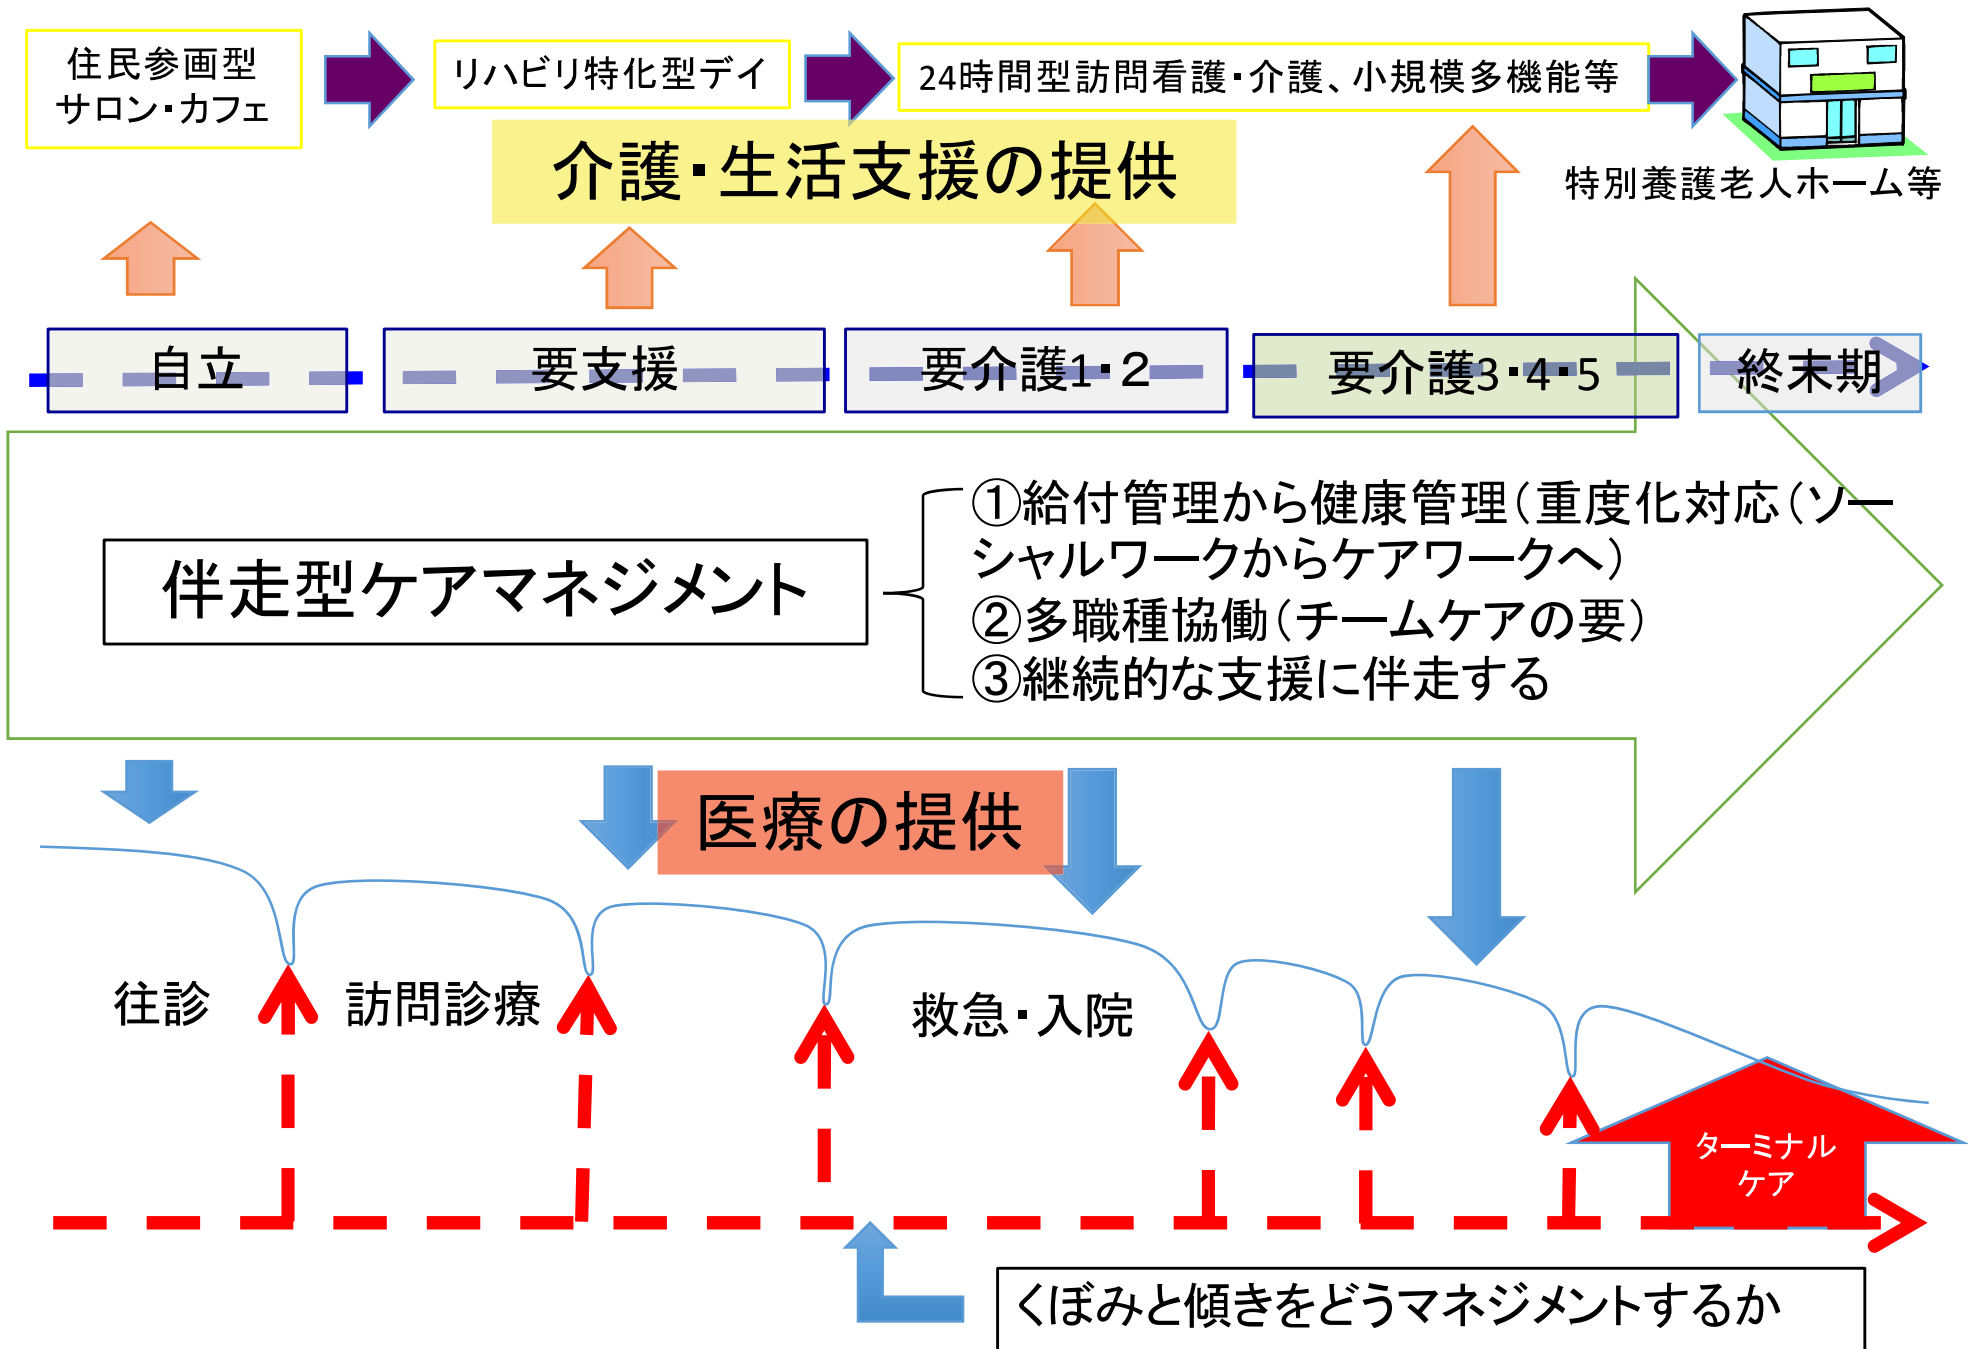 住民参画型
サロン・カフェ
リハビリ特化型デイ
24時間型訪問看護・介護、小規模多機能等
特別養護老人ホーム等
介護・生活支援の提供
自立
要支援
要介護1・２
要介護3・4・5
終末期
伴走型ケアマネジメント
①給付管理から健康管理（重度化対応（ソー
シャルワークからケアワークへ）
②多職種協働（チームケアの要）
③継続的な支援に伴走する
医療の提供
往診
訪問診療
救急・入院
ターミナル
ケア
くぼみと傾きをどうマネジメントするか